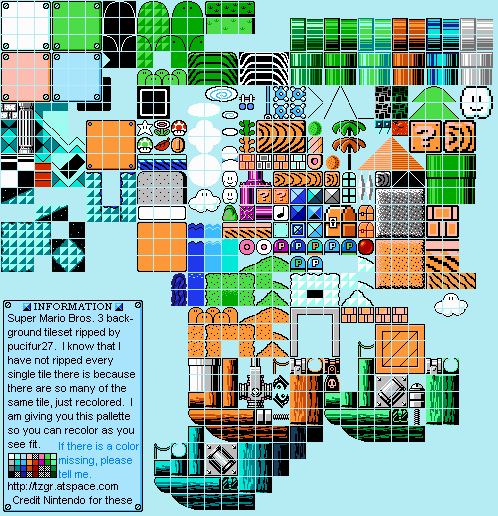 INFORMATION
Super Mario Bros. 3 back-
ground tileset ripped by
pucifur27. I know that I
have not ripped every
single tile there is because
there are so many of the
same tile, just recolored. I
am giving you this pallette
so you can recolor as you
see fit.
If there is a color
missing, please
tell me.
http://tzgr.atspace.com
Credit Nintendo for these